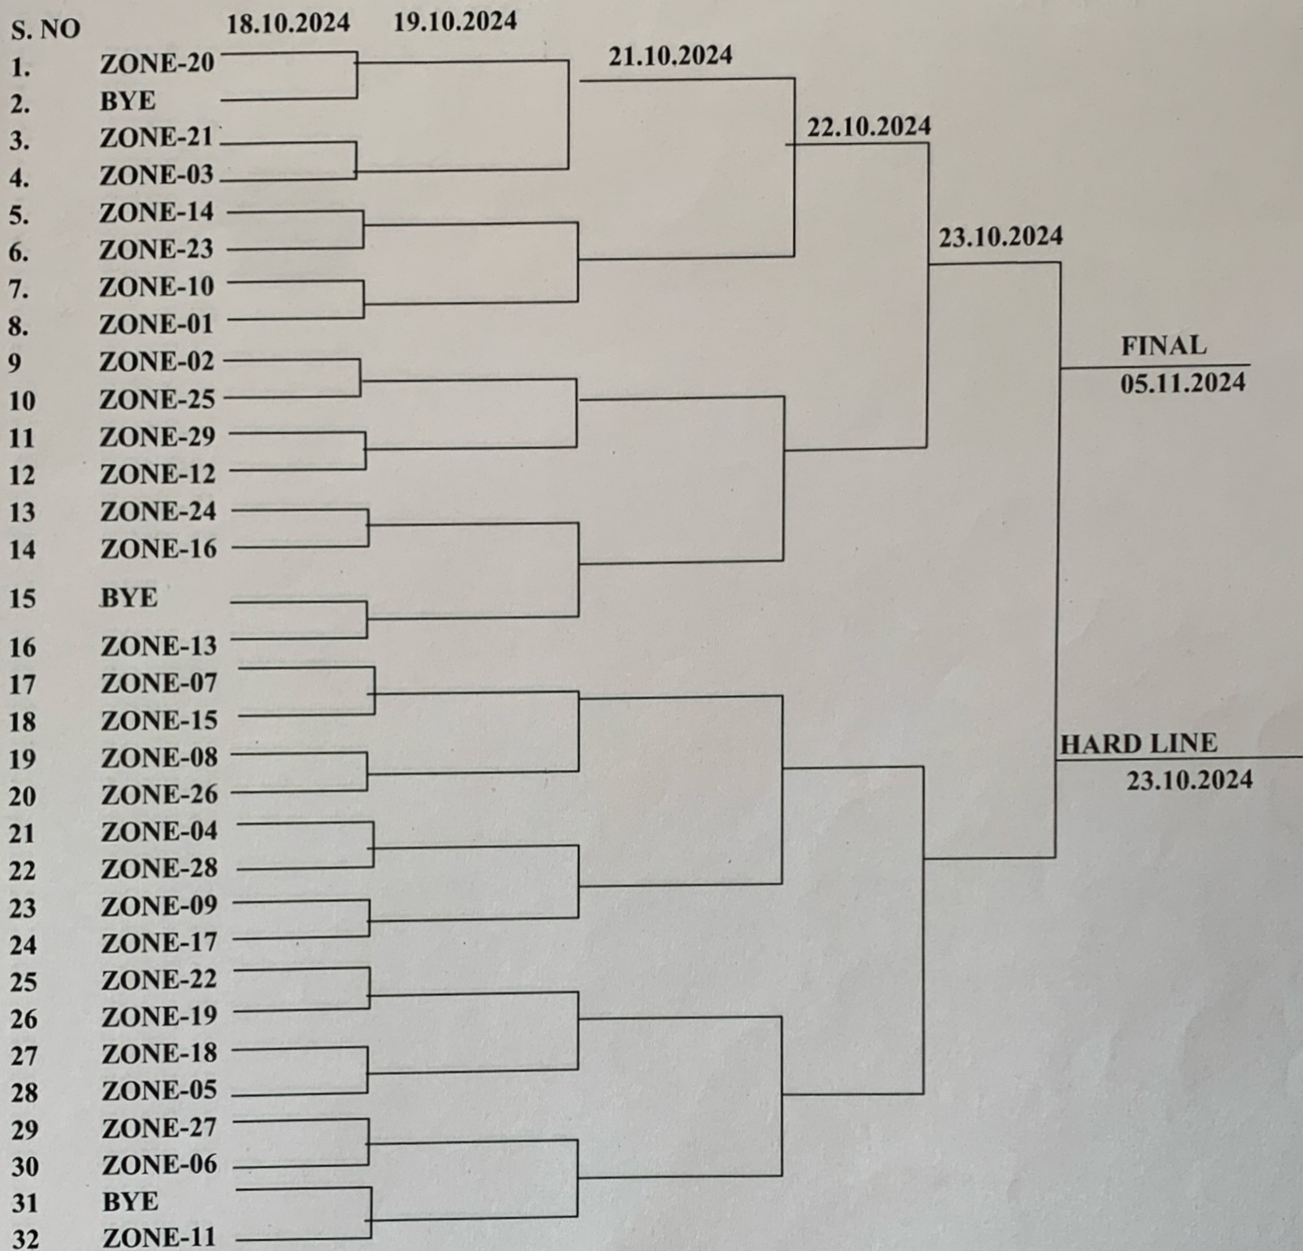 S. NO 18.10.2024 19.10.2024
21.10.2024
22.10.2024
23.10.2024
1. ZONE-20
2. BYE
3. ZONE-21
4. ZONE-03
5. ZONE-14
6. ZONE-23
7. ZONE-10
8. ZONE-01
9 ZONE-02
10 ZONE-25
11 ZONE-29
12 ZONE-12
13 ZONE-24
14 ZONE-16
15 BYE
16 ZONE-13
17 ZONE-07
18 ZONE-15
19 ZONE-08
20 ZONE-26
21 ZONE-04
22 ZONE-28
23 ZONE-09
24 ZONE-17
25 ZONE-22
26 ZONE-19
27 ZONE-18
28 ZONE-05
29 ZONE-27
30 ZONE-06
31 BYE
32 ZONE-11
FINAL
05.11.2024
HARD LINE
23.10.2024